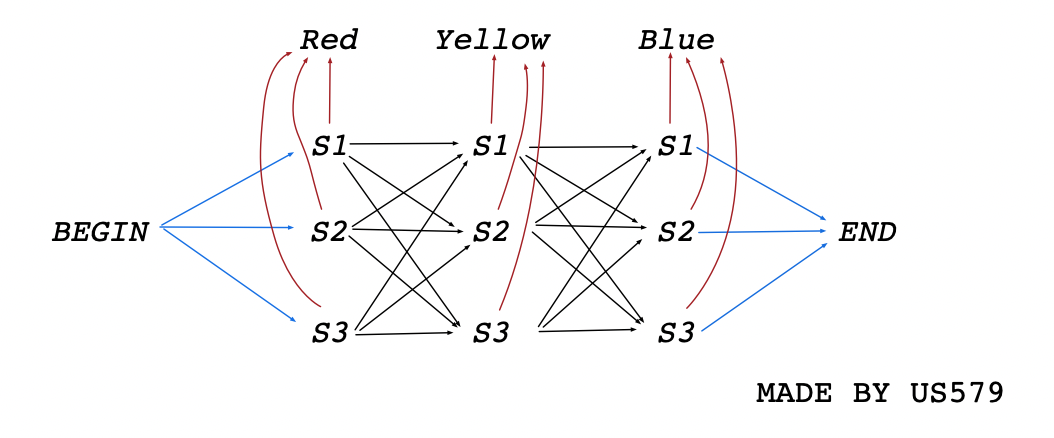 Red Yellow Blue
S1 S1 S1
BEGIN S2 S2 S2 END
S3 S3 S3
MADE BY US579